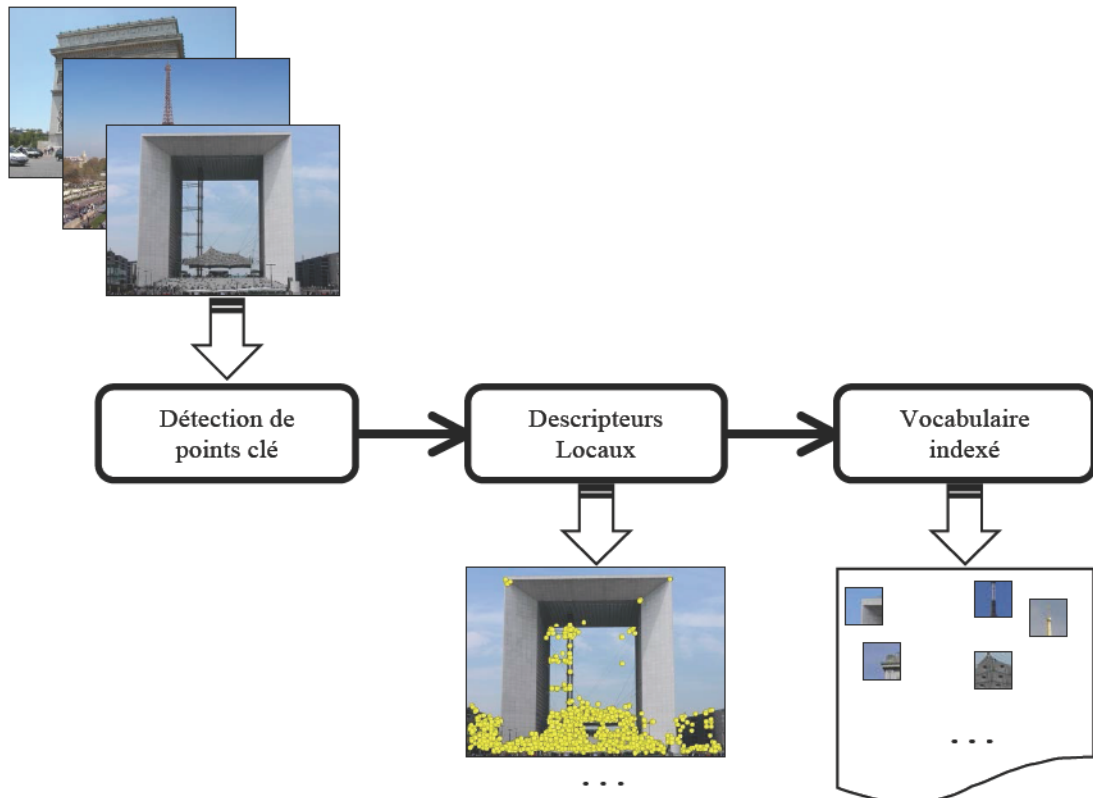 Détection de
points clé
Descripteurs
Locaux
Vocabulaire
indexé
. . .
. . .